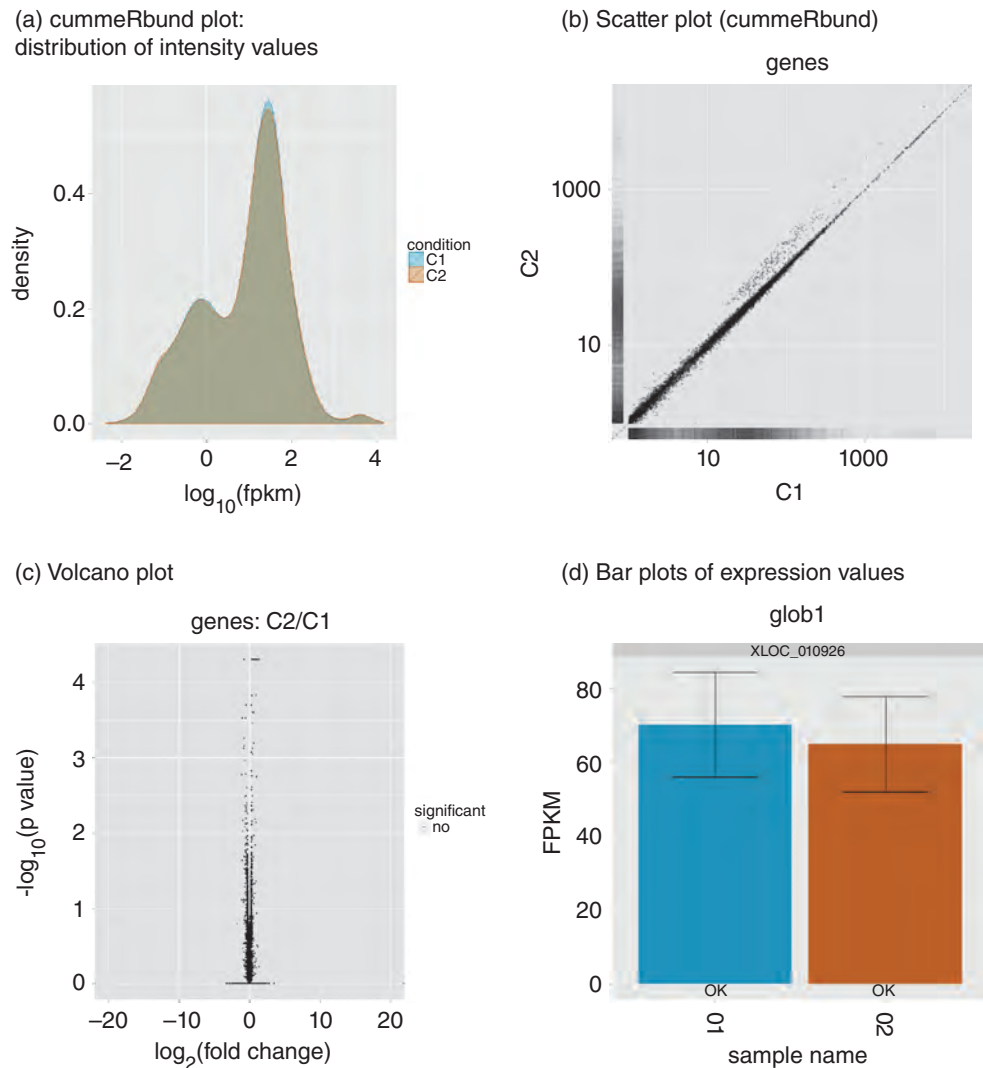 (a) cummeRbund plot:
distribution of intensity values
0.4
0.2
0.0
density
−2
0
2
4
log10(fpkm)
condition
C1
C2
(b) Scatter plot (cummeRbund)
genes
1000
10
C2
10
1000
C1
(c) Volcano plot
genes: C2/C1
4
3
2
1
0
-log10(p value)
−20
−10
0
10
20
log2(fold change)
significant
no
(d) Bar plots of expression values
glob1
XLOC_010926
80
60
40
20
0
FPKM
OK
OK
01
02
sample name